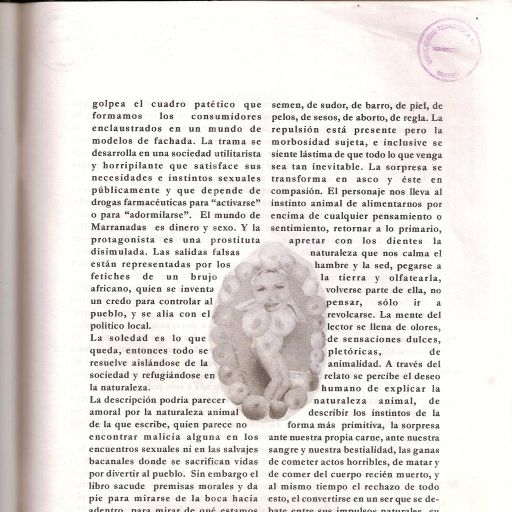 golpea el cuadro patético que
formamos los consumidores
enclaustrados en un mundo de
modelos de fachada. La trama se
desarrolla en una sociedad utilitarista
y horripilante que satisface sus
necesidades e instintos sexuales
públicamente y que depende de
drogas farmacéuticas para “activarse”
o para “adormilarse”. El mundo de
Marranadas es dinero y sexo. Y la
protagonista es una prostituta
disimulada. Las salidas falsas
están representadas por los
fetiches de un brujo
africano, quien se inventa
un credo para controlar al
pueblo, y se alía con el
político local.
La soledad es lo que
queda, entonces todo se
resuelve aislándose de la
sociedad y refugiándose en
la naturaleza.
La descripción podría parecer
amoral por la naturaleza animal
de la que escribe, quien parece no
encontrar malicia alguna en los
encuentros sexuales ni en las salvajes
bacanales donde se sacrifican vidas
por divertir al pueblo. Sin embargo el
libro sacude premisas morales y da
pie para mirarse de la boca hacia
adentro, para mirar de qué estamos
semen, de sudor, de barro, de piel, de
pelos, de sesos, de aborto, de regla. La
repulsión está presente pero la
morbosidad sujeta, e inclusive se
siente lástima de que todo lo que venga
sea tan inevitable. La sorpresa se
transforma en asco y éste en
compasión. El personaje nos lleva al
instinto animal de alimentarnos por
encima de cualquier pensamiento o
sentimiento, retornar a lo primario,
apretar con los dientes la
naturaleza que nos calma el
hambre y la sed, pegarse a
la tierra y olfatearla,
volverse parte de ella, no
pensar, sólo ir a
revolcarse. La mente del
lector se llena de olores,
de sensaciones dulces,
pletóricas, de
animalidad. A través del
relato se percibe el deseo
humano de explicar la
naturaleza animal, de
describir los instintos de la
forma más primitiva, la sorpresa
ante nuestra propia carne, ante nuestra
sangre y nuestra bestialidad, las ganas
de cometer actos horribles, de matar y
de comer del cuerpo recién muerto, y
al mismo tiempo el rechazo de todo
esto, el convertirse en un ser que se de-
bate entre sus impulsos naturales, su